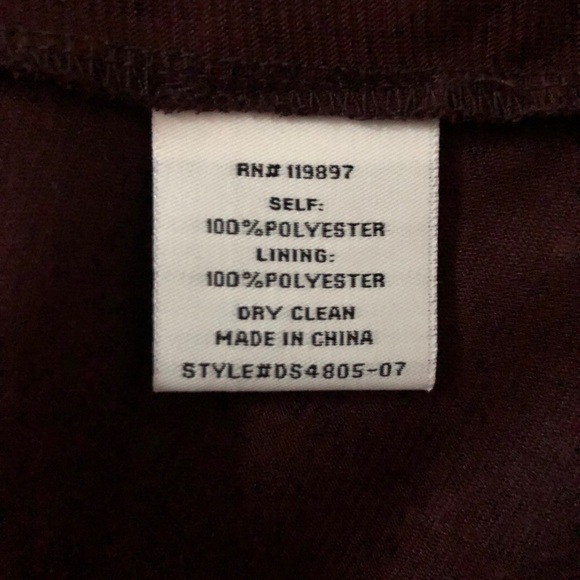 RN# 119897
SELF:
100%POLYESTER
LINING:
100%POLYESTER
DRY CLEAN
MADE IN CHINA
STYLE#DS4805-07